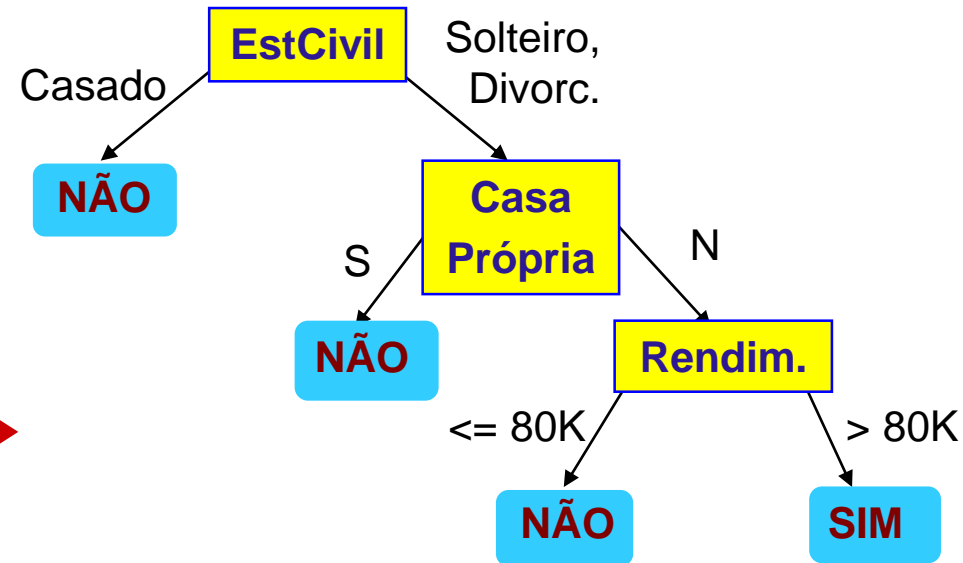 EstCivil
Solteiro,
Divorc.
Casado
NÃO
Casa
Própria
S
N
NÃO
Rendim.
<= 80K
> 80K
NÃO
SIM